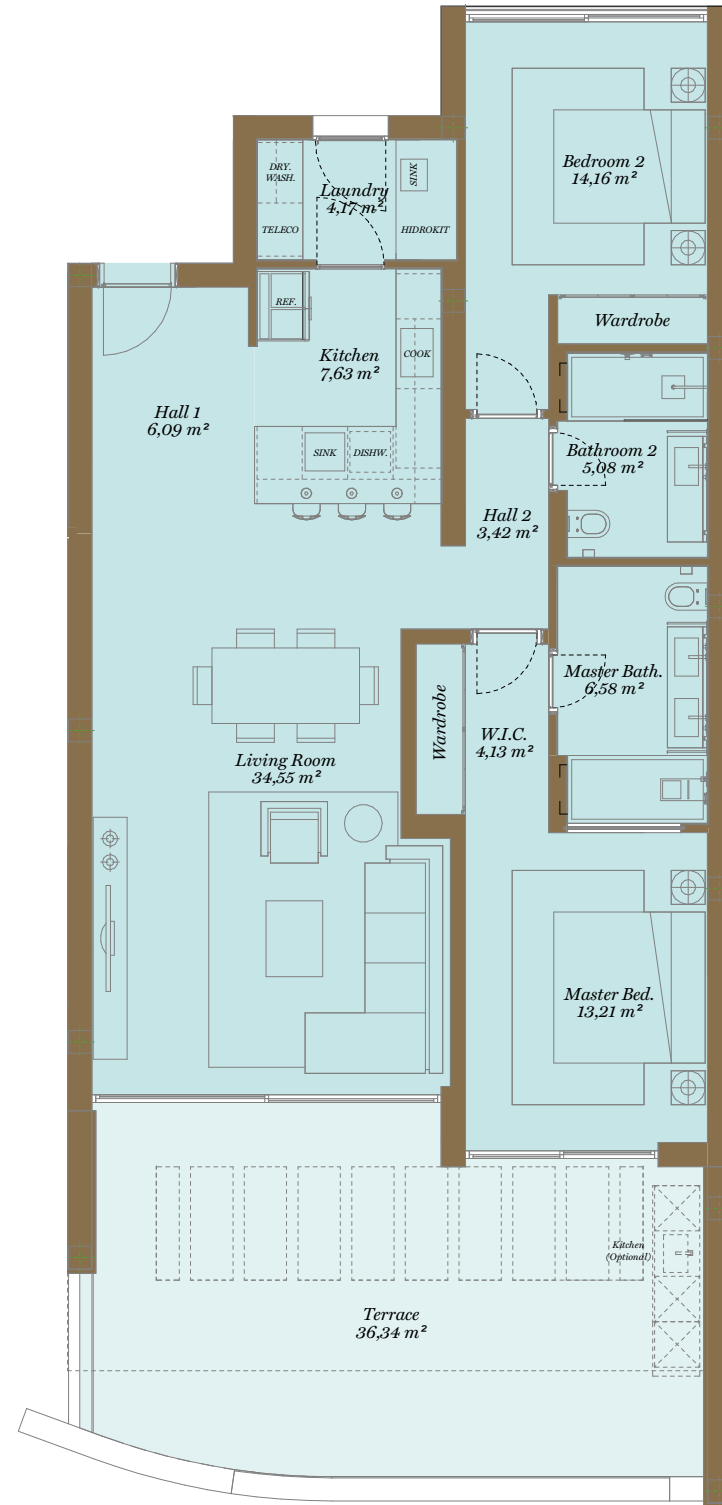 Bedroom 2
14,16 m²
DRY.
WASH.
SINK
Laundry
4,17 m²
TELECO
HIDROKIT
REF.
Wardrobe
Kitchen
7,63 m²
COOK
Hall 1
6,09 m²
SINK
DISHW.
Bathroom 2
5,08 m²
Hall 2
3,42 m²
Master Bath.
6,58 m²
Wardrobe
W.I.C.
4,13 m²
Living Room
34,55 m²
Master Bed.
13,21 m²
Kitchen
(Optional)
Terrace
36,34 m²